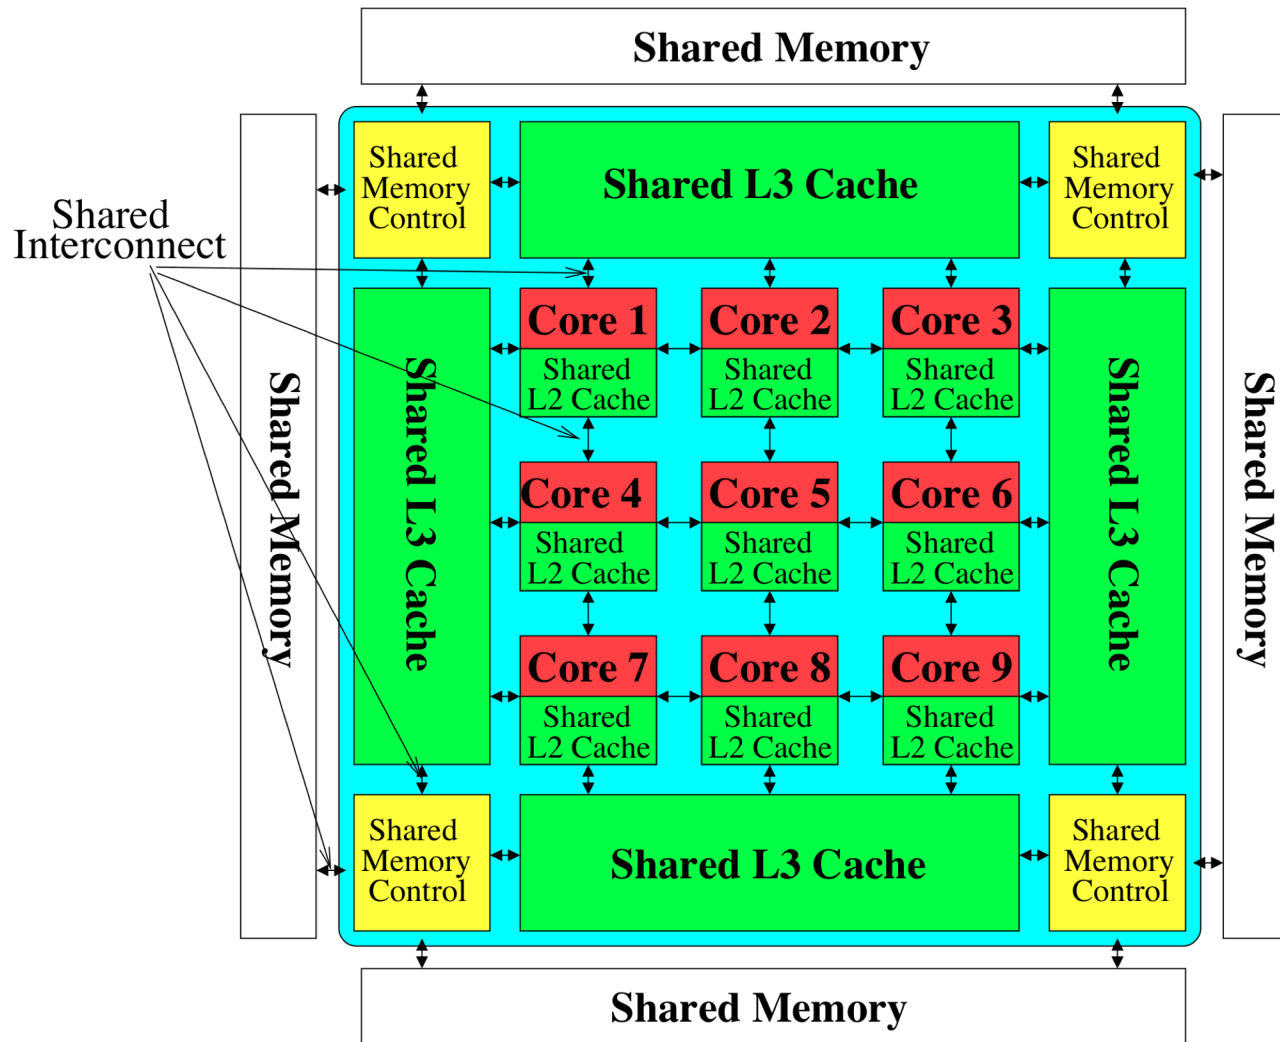 Shared Memory
Shared
Memory
Control
Shared L3 Cache
Shared
Memory
Control
Shared
Interconnect
Shared Memory
Shared L3 Cache
Core 1
Shared
L2 Cache
Core 2
Shared
L2 Cache
Core 3
Shared
L2 Cache
Core 4
Shared
L2 Cache
Core 5
Shared
L2 Cache
Core 6
Shared
L2 Cache
Core 7
Shared
L2 Cache
Core 8
Shared
L2 Cache
Core 9
Shared
L2 Cache
Shared L3 Cache
Shared Memory
Shared
Memory
Control
Shared L3 Cache
Shared
Memory
Control
Shared Memory